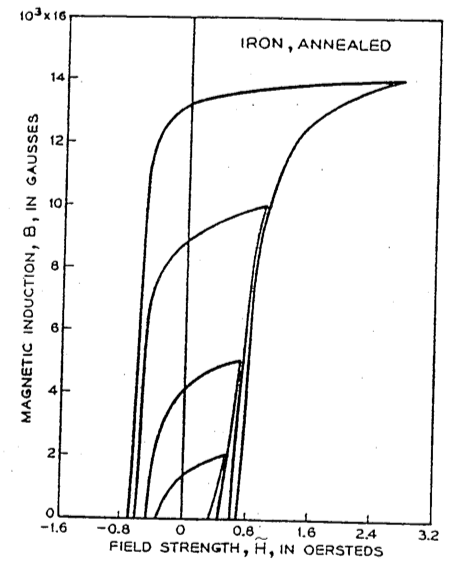 10³×16
IRON, ANNEALED
14
12
10
8
6
4
2
0
MAGNETIC INDUCTION, B, IN GAUSSES
-1.6 -0.8 0 0.8 1.6 2.4 3.2
FIELD STRENGTH, H̃, IN OERSTEDS